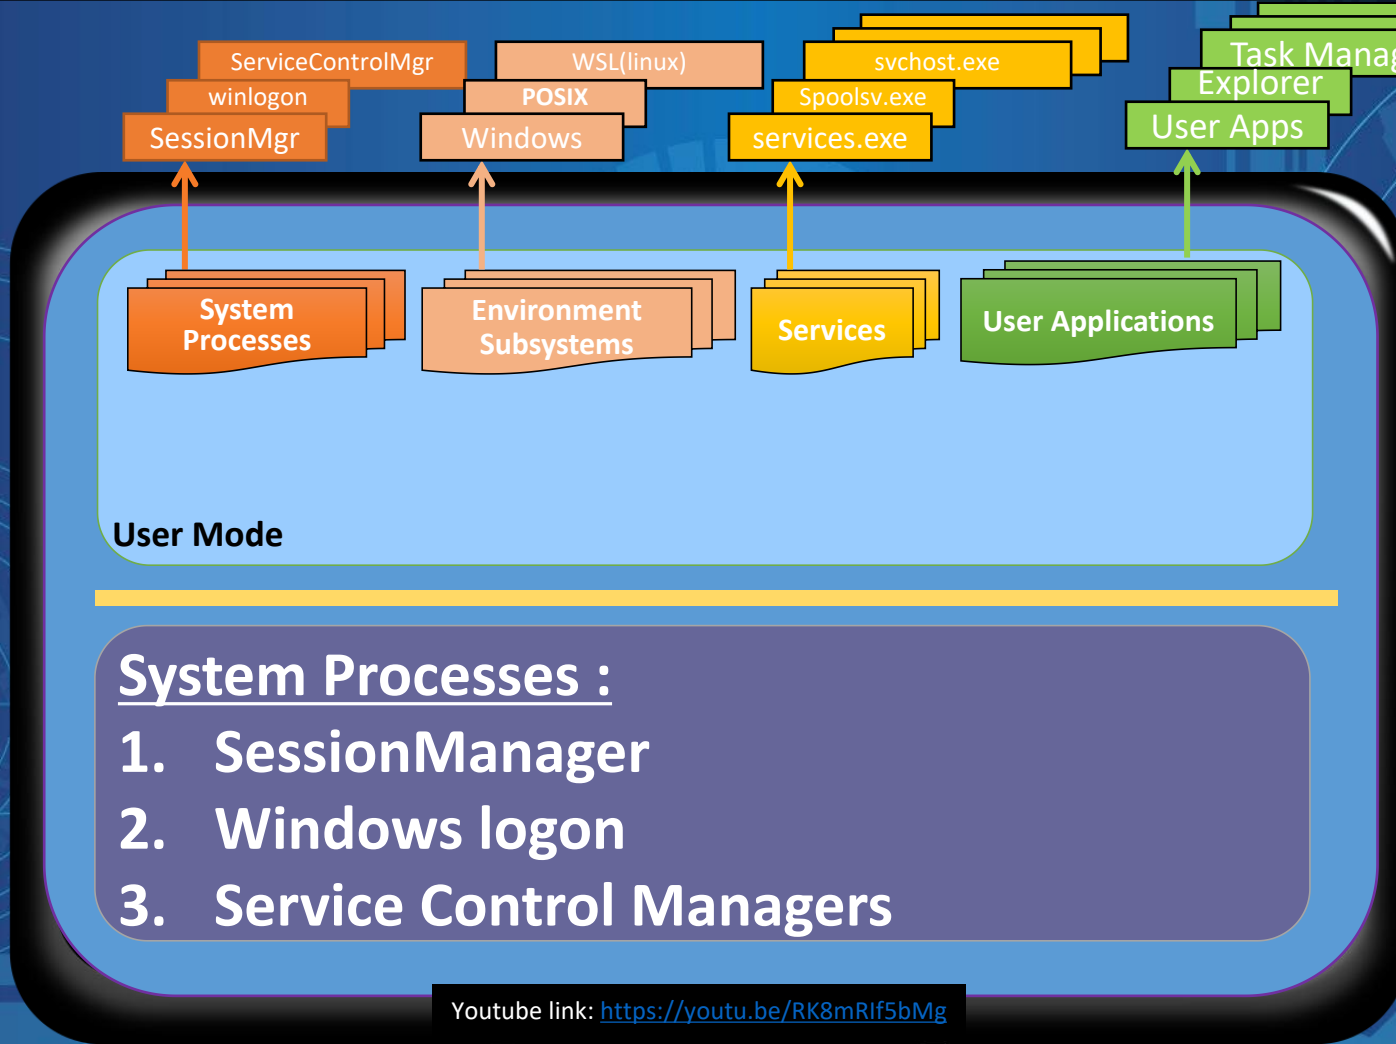 ServiceControlMgr
winlogon
SessionMgr
WSL(linux)
POSIX
Windows
svchost.exe
Spoolsv.exe
services.exe
Task Manag
Explorer
User Apps
System
Processes
Environment
Subsystems
Services
User Applications
User Mode
System Processes :
1. SessionManager
2. Windows logon
3. Service Control Managers
Youtube link: https://youtu.be/RK8mRIf5bMg